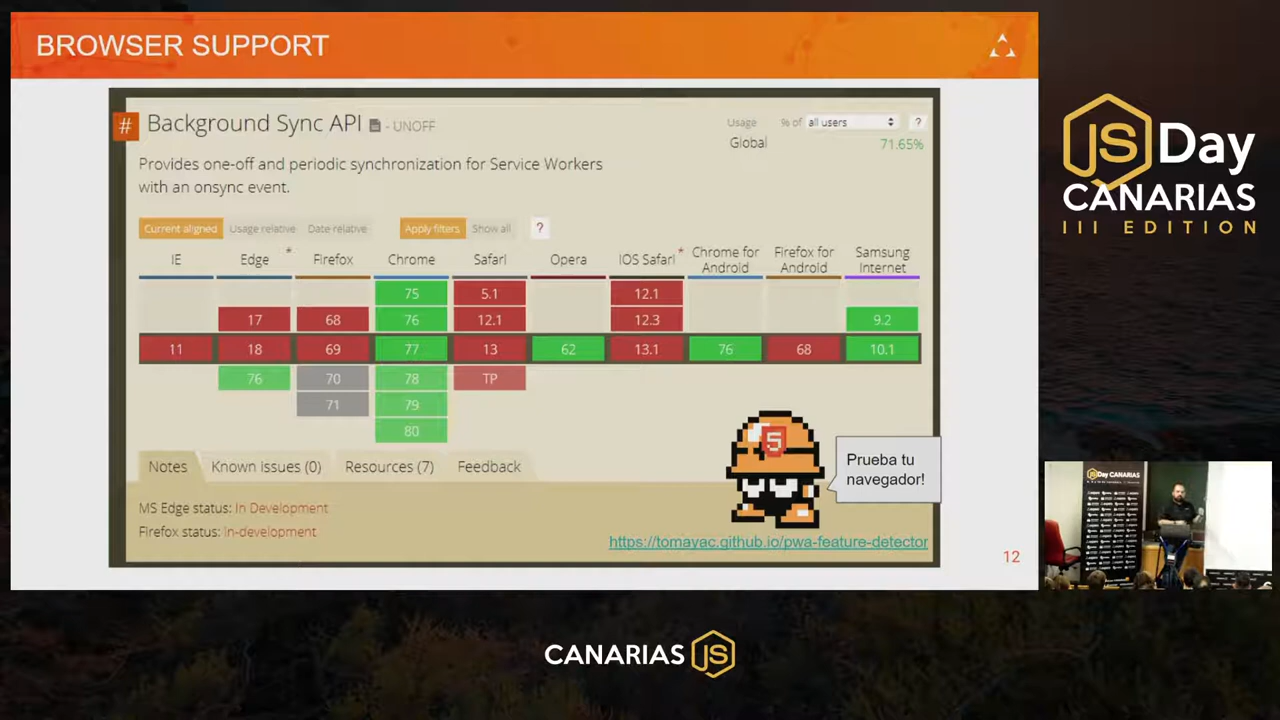 BROWSER SUPPORT
# Background Sync API - UNOFF
Usage % of all users ?
Global 71.65%
Provides one-off and periodic synchronization for Service Workers
with an onsync event.
Current aligned Usage relative Date relative Apply filters Show all ?
IE Edge * Firefox Chrome Safari Opera iOS Safari * Chrome for Android Firefox for Android Samsung Internet
75 5.1 12.1
17 68 76 12.1 12.3 9.2
11 18 69 77 13 62 13.1 76 68 10.1
76 70 78 TP
71 79
80
Notes Known issues (0) Resources (7) Feedback
MS Edge status: In Development
Firefox status: in-development
5
Prueba tu
navegador!
https://tomayac.github.io/pwa-feature-detector
12
JS Day
CANARIAS
III EDITION
JSDay CANARIAS
CANARIAS JS